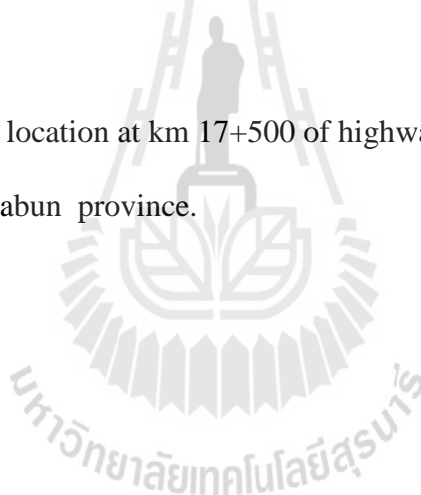 location at km 17+500 of highwa
abun province.
มหาวิทยาลัยเทคโนโลยีสุรนารี